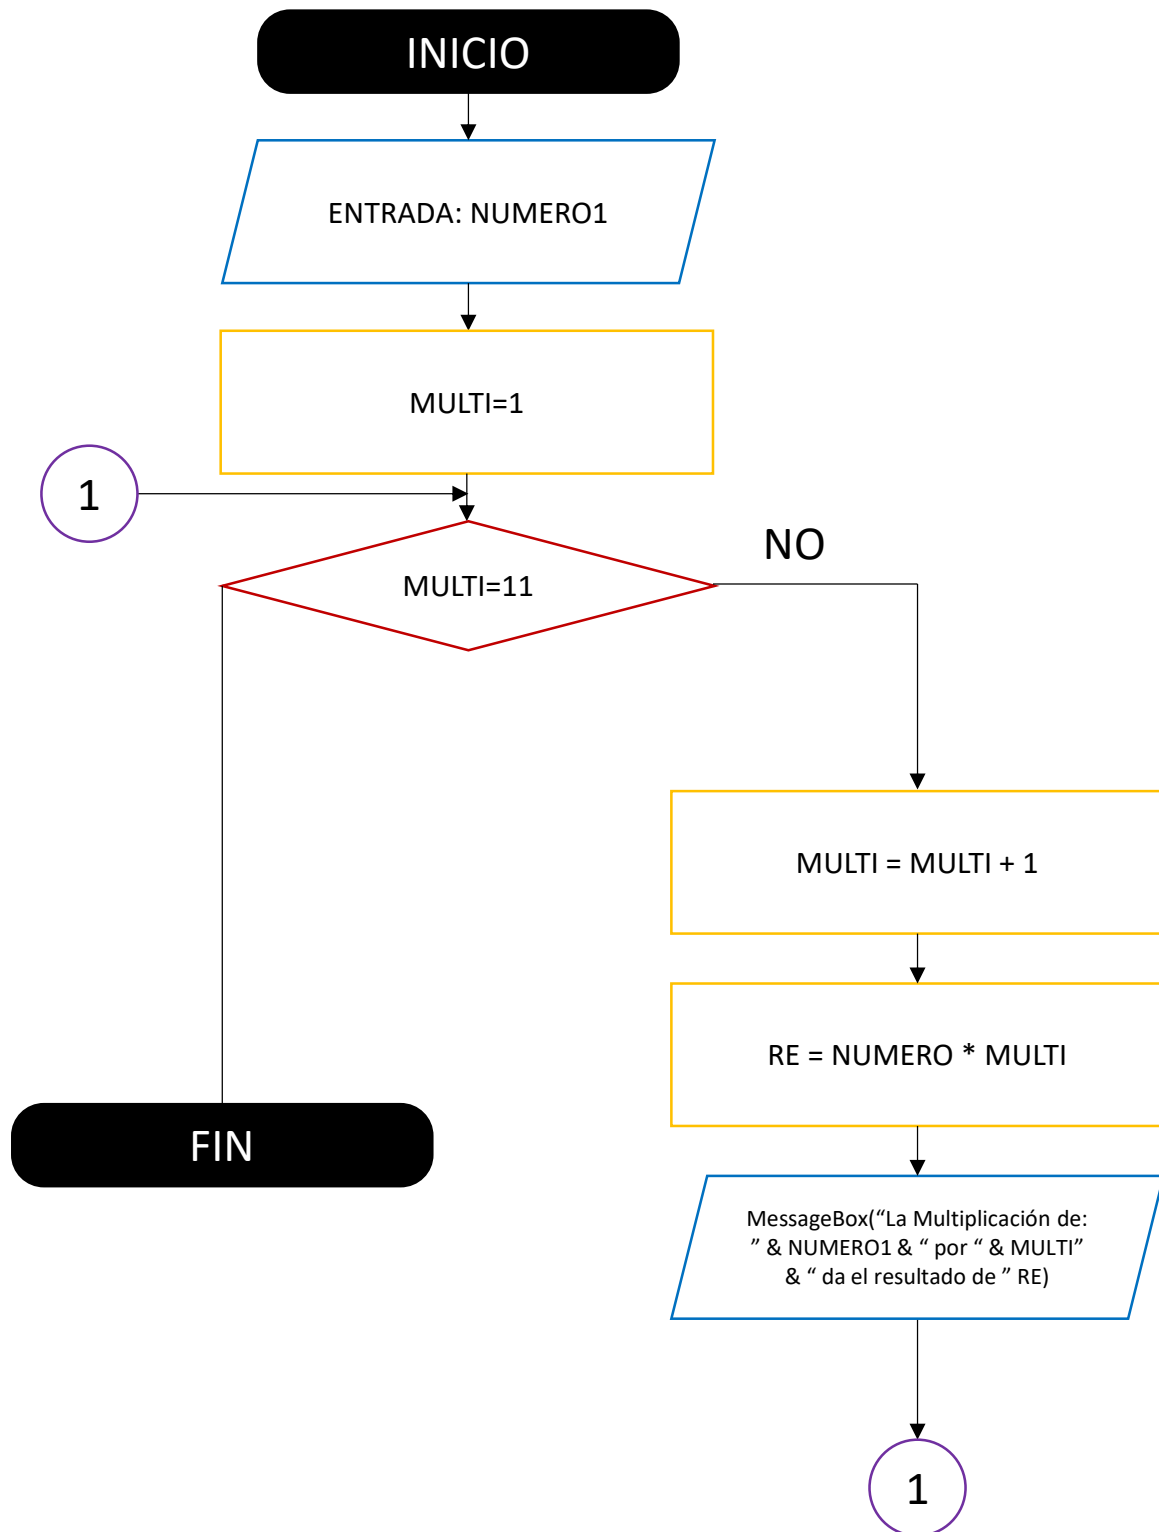 INICIO
ENTRADA: NUMERO1
MULTI=1
1
MULTI=11
NO
MULTI = MULTI + 1
RE = NUMERO * MULTI
FIN
MessageBox(“La Multiplicación de:
” & NUMERO1 & “ por “ & MULTI”
& “ da el resultado de ” RE)
1